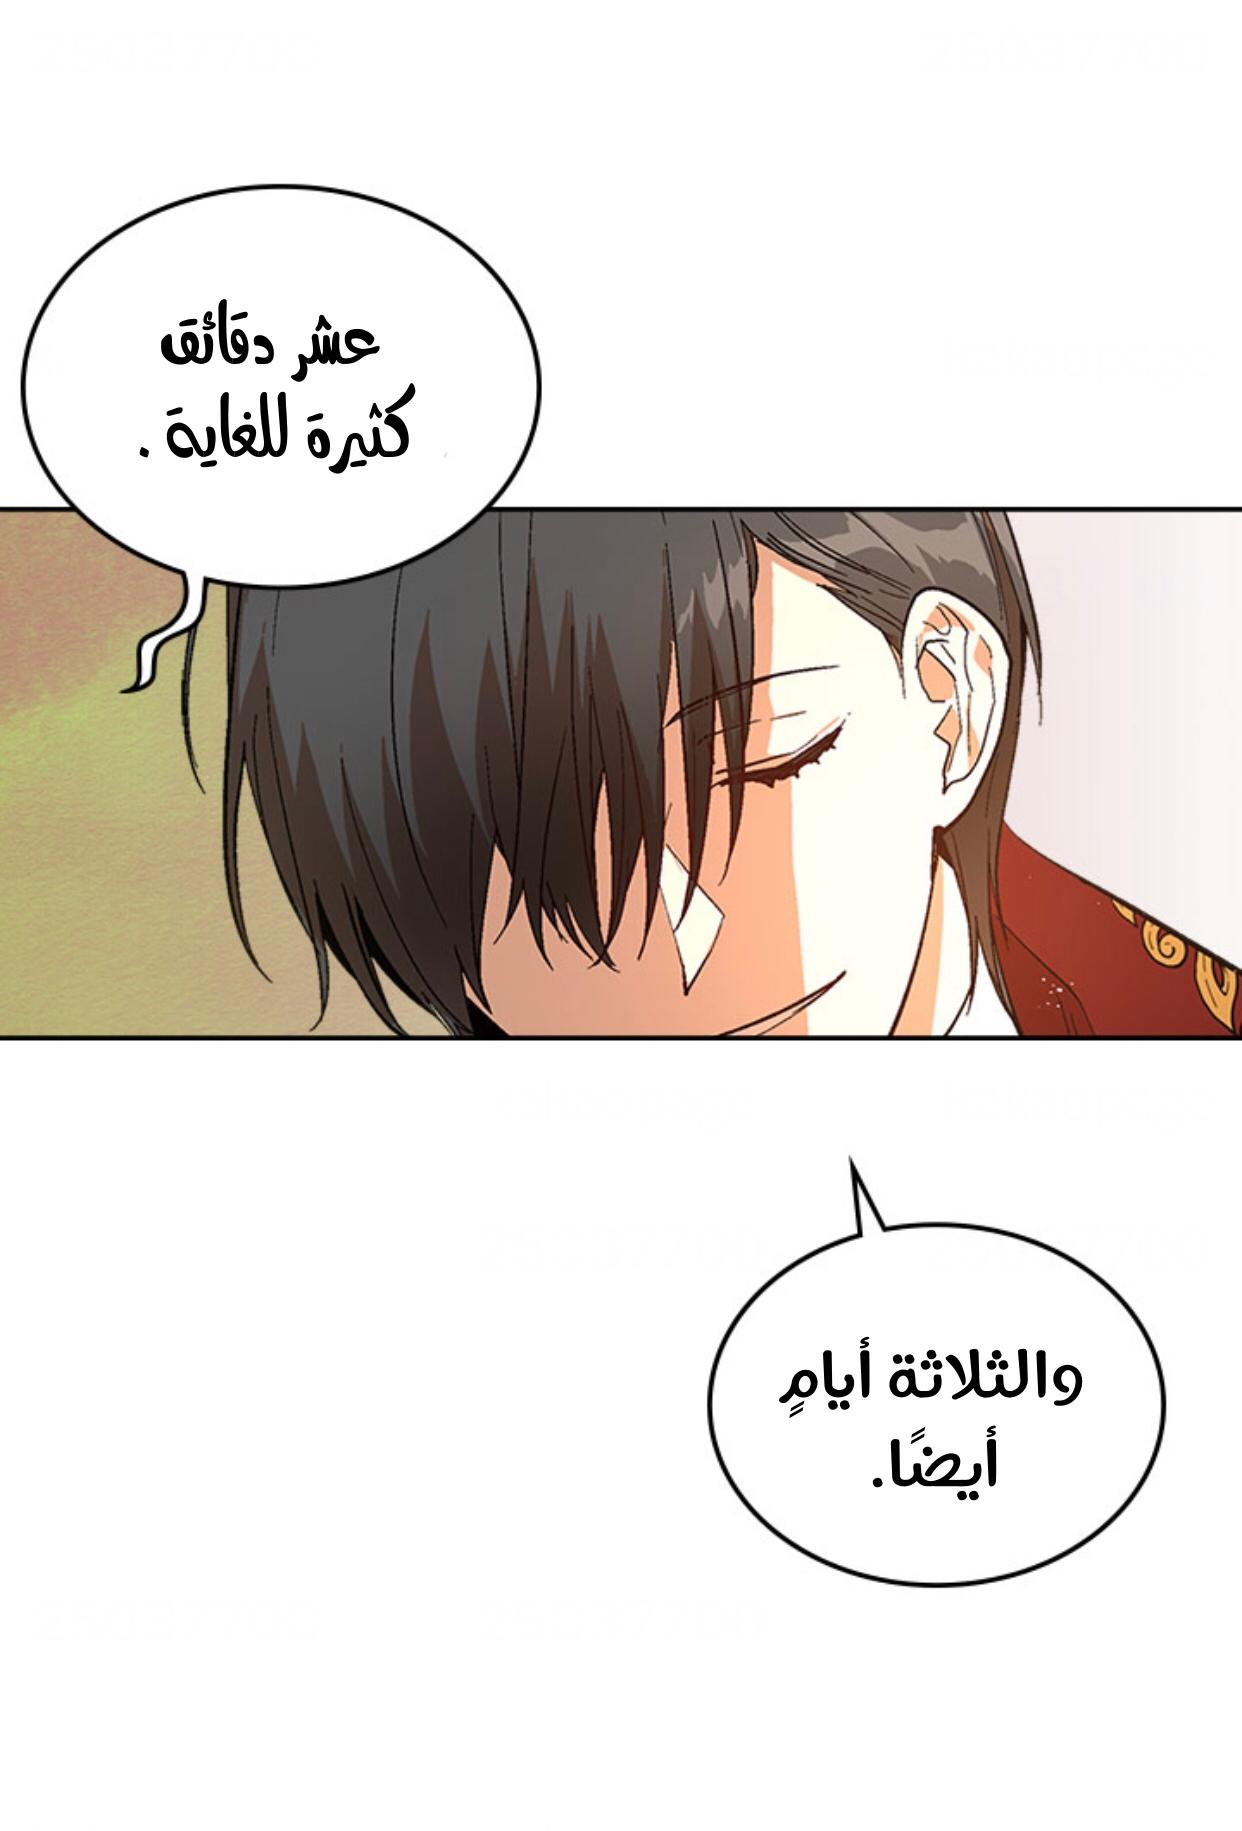 عشر دقائق
كثيرة للغاية .
والثلاثة أيامٍ
أيضًا.